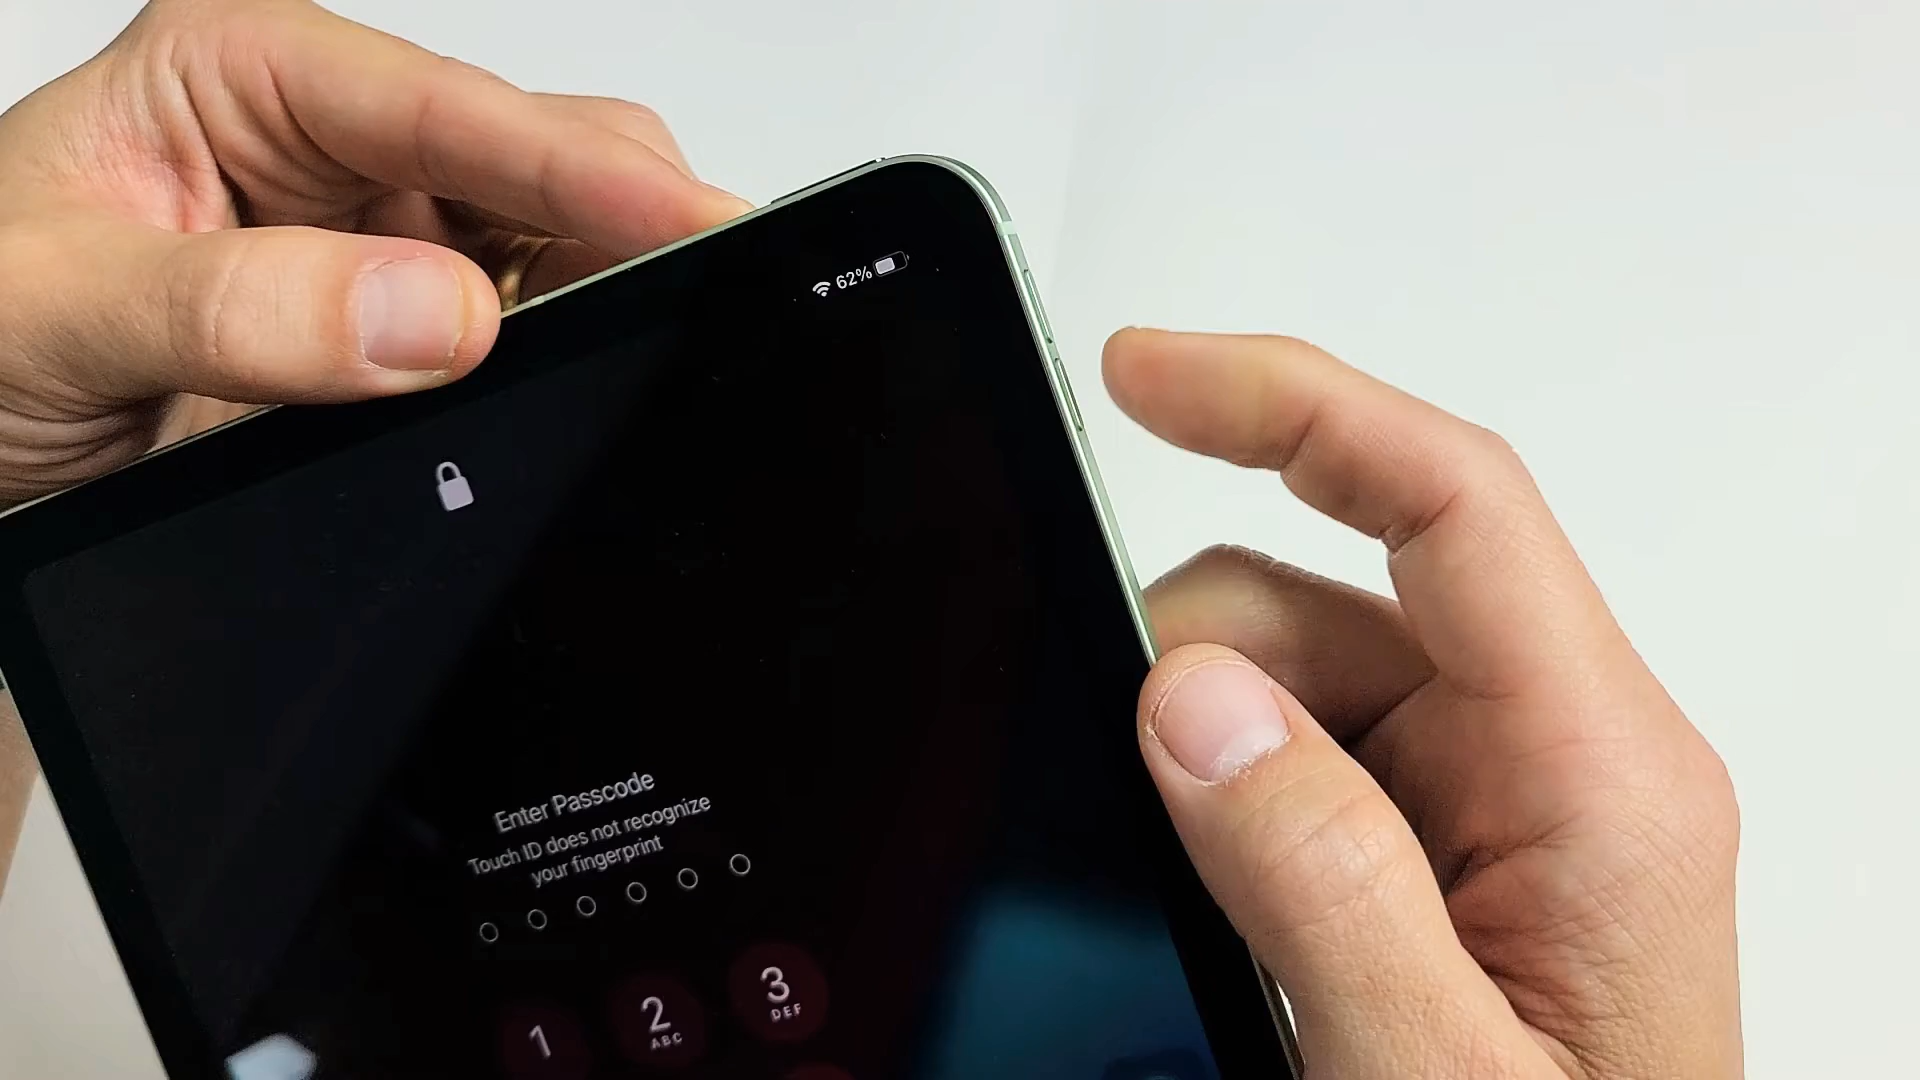 62%
Enter Passcode
Touch ID does not recognize
your fingerprint
1
2
ABC
3
DEF